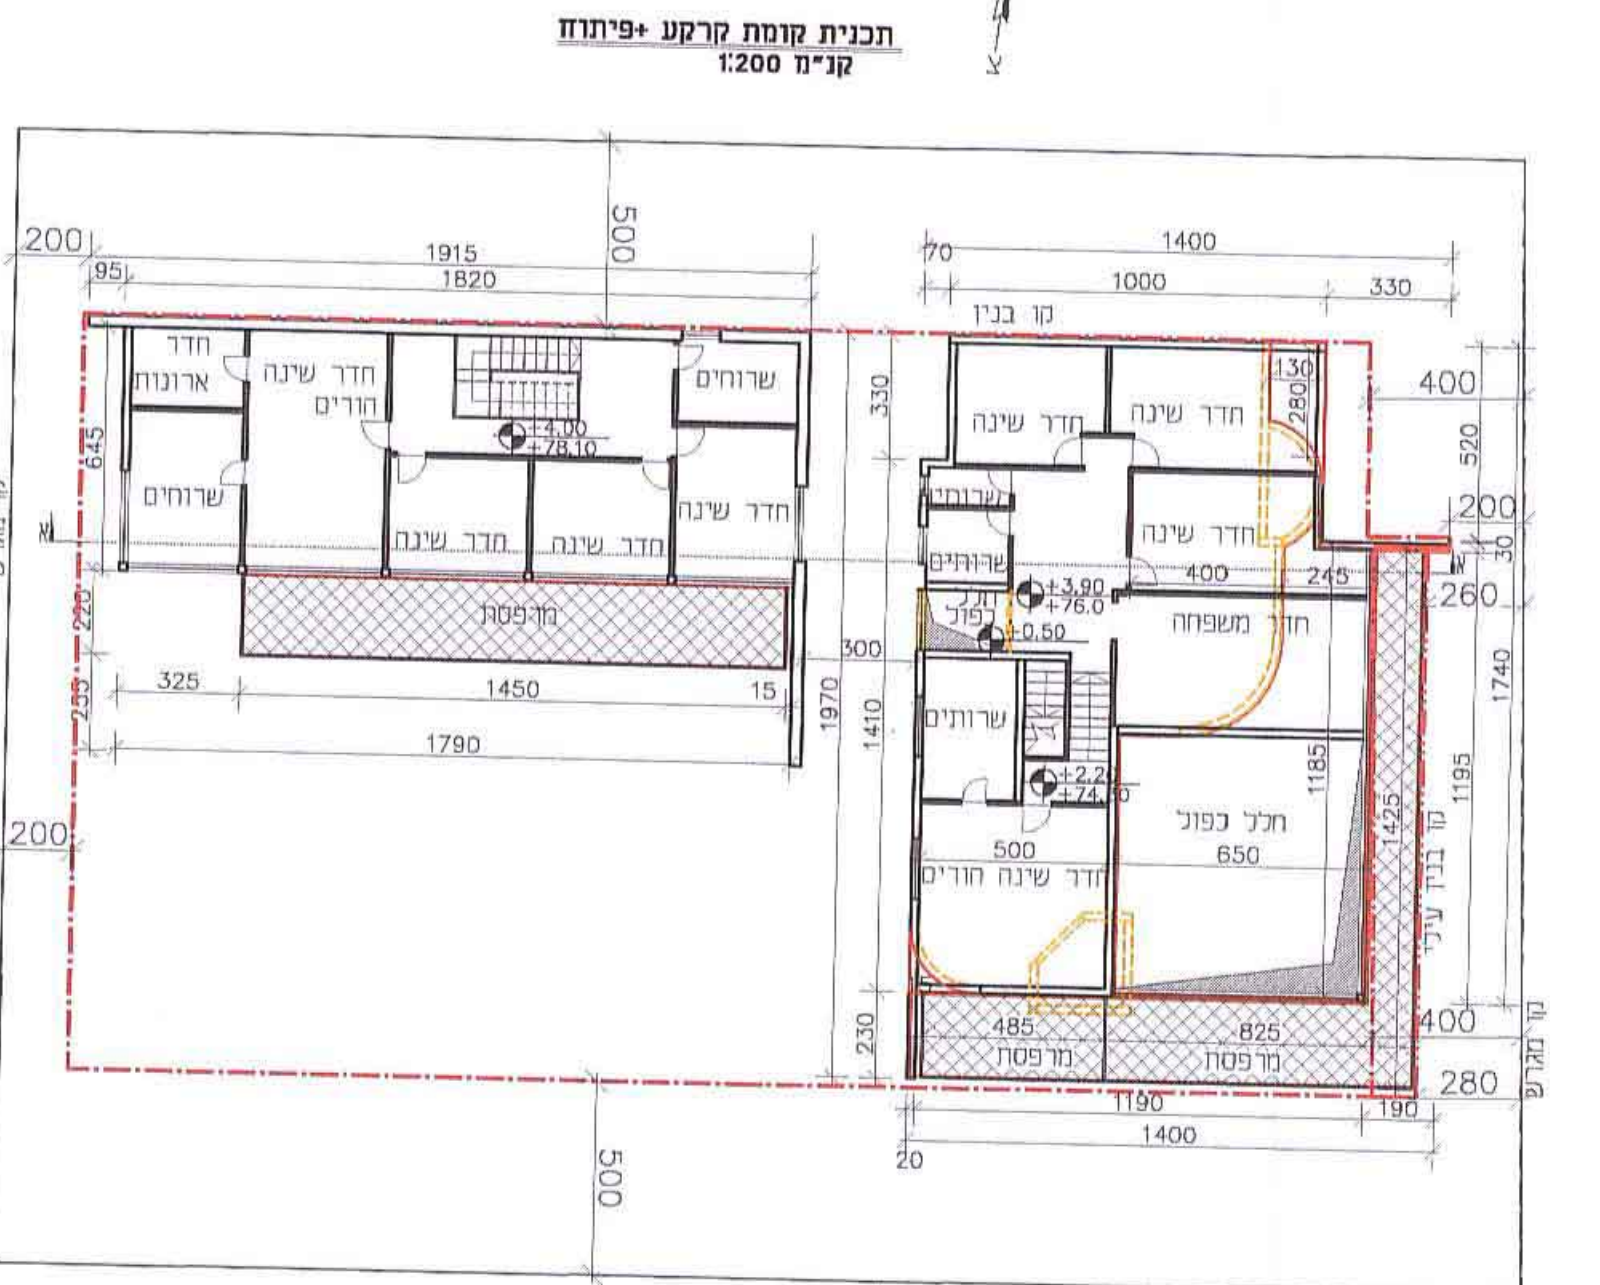 תכנית קומת קרקע +פיתוח
קנ"מ 1:200
500
200
1915
95
1820
1400
70
1000
330
קו בנין
חדר
ארונות
חדר שינה
הורים
שרותים
+4.00
+78.10
645
שרותים
חדר שינה
חדר שינה
חדר שינה
א
מרפסת
220
255
325
1450
15
1790
200
500
330
300
1970
1410
230
חדר שינה
חדר שינה
130
280
400
520
200
30
שרותים
חדר שינה
שרותים
400
245
א
260
+3.90
+76.0
חלל
כפול
+0.50
חדר משפחה
1740
שרותים
+2.20
1185
1195
חלל כפול
650
1425
קו בנין עילי
500
חדר שינה הורים
485
מרפסת
825
מרפסת
400
קו מגרש
280
1190
190
1400
20